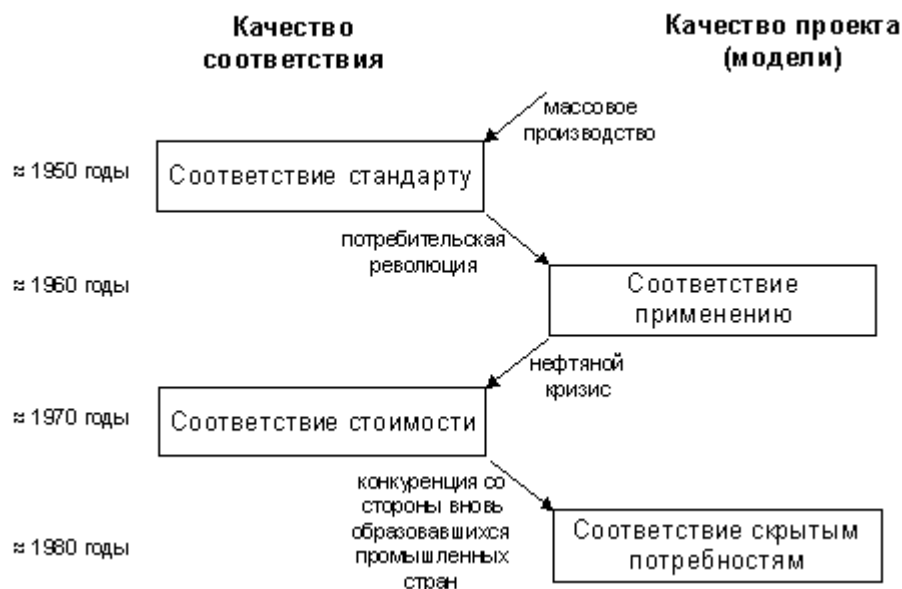 Качество
соответствия
Качество проекта
(модели)
массовое
производство
≈ 1950 годы
Соответствие стандарту
потребительская
революция
≈ 1960 годы
Соответствие
применению
нефтяной
кризис
≈ 1970 годы
Соответствие стоимости
конкуренция со
стороны вновь
образовавшихся
промышленных
стран
≈ 1980 годы
Соответствие скрытым
потребностям